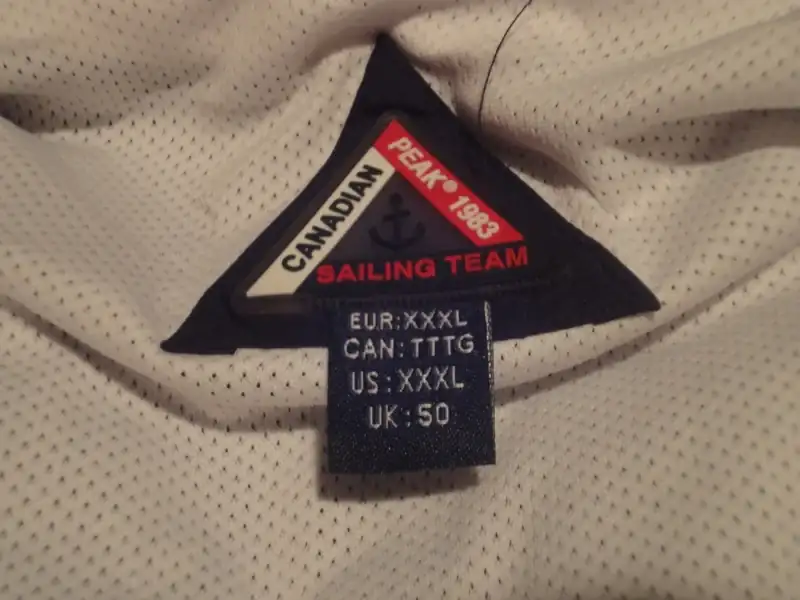 CANADIAN
PEAK® 1983
SAILING TEAM
EUR:XXXL
CAN:TTTG
US:XXXL
UK:50